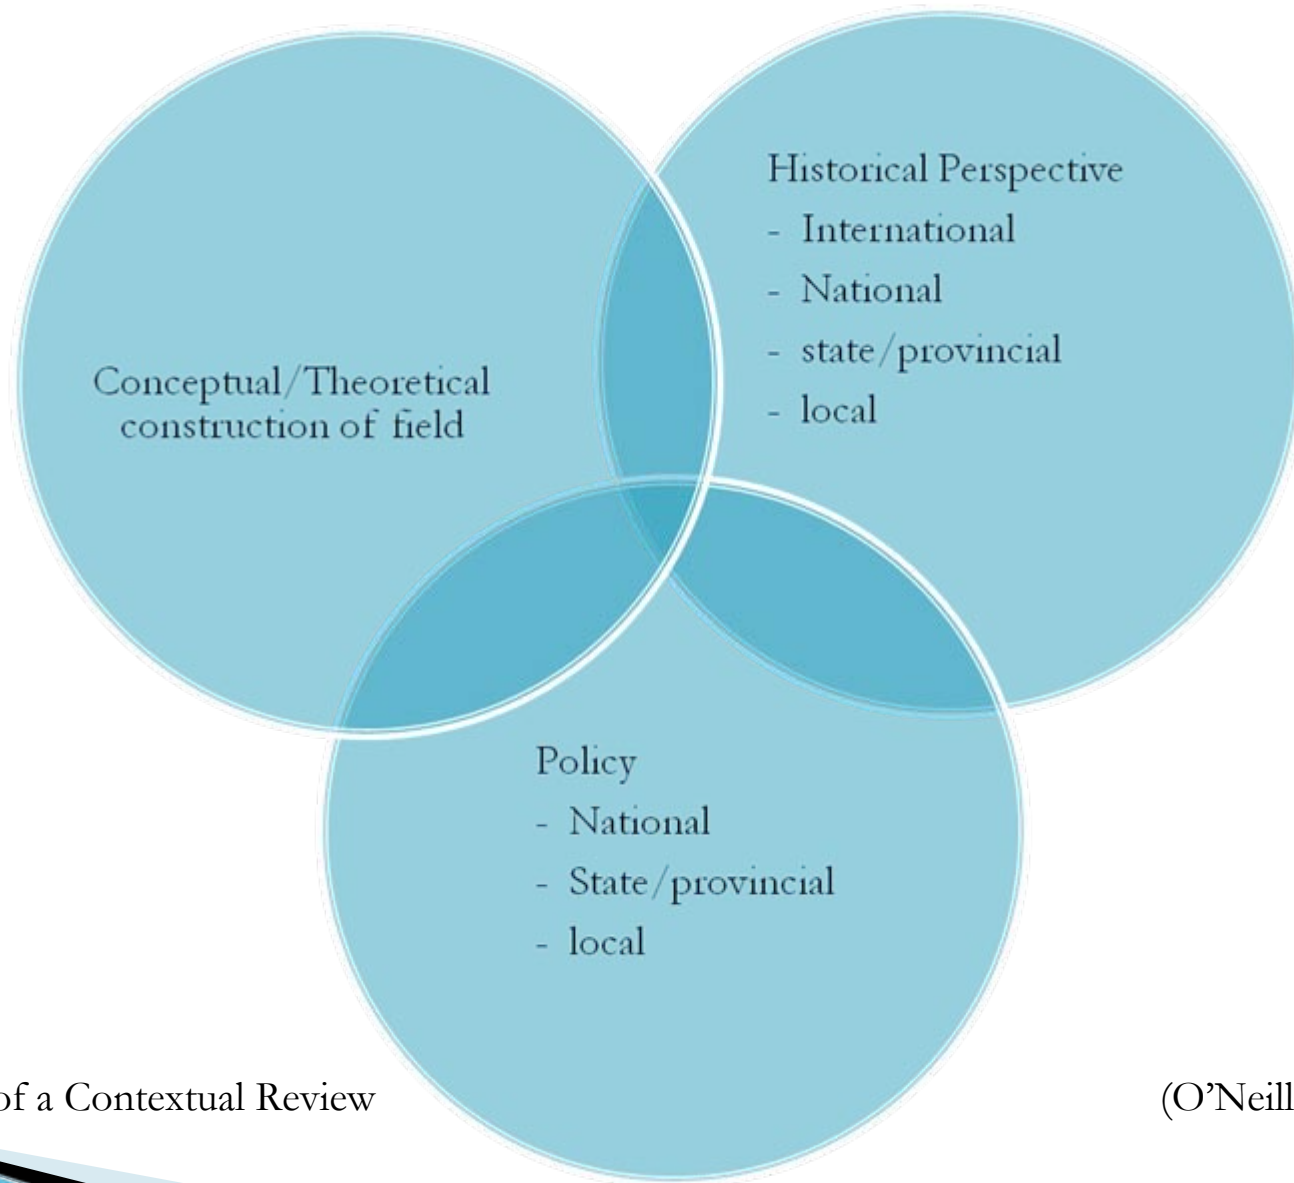 Historical Perspective
- International
- National
- state/provincial
- local
Conceptual/Theoretical
construction of field
Policy
- National
- State/provincial
- local
of a Contextual Review
(O’Neill